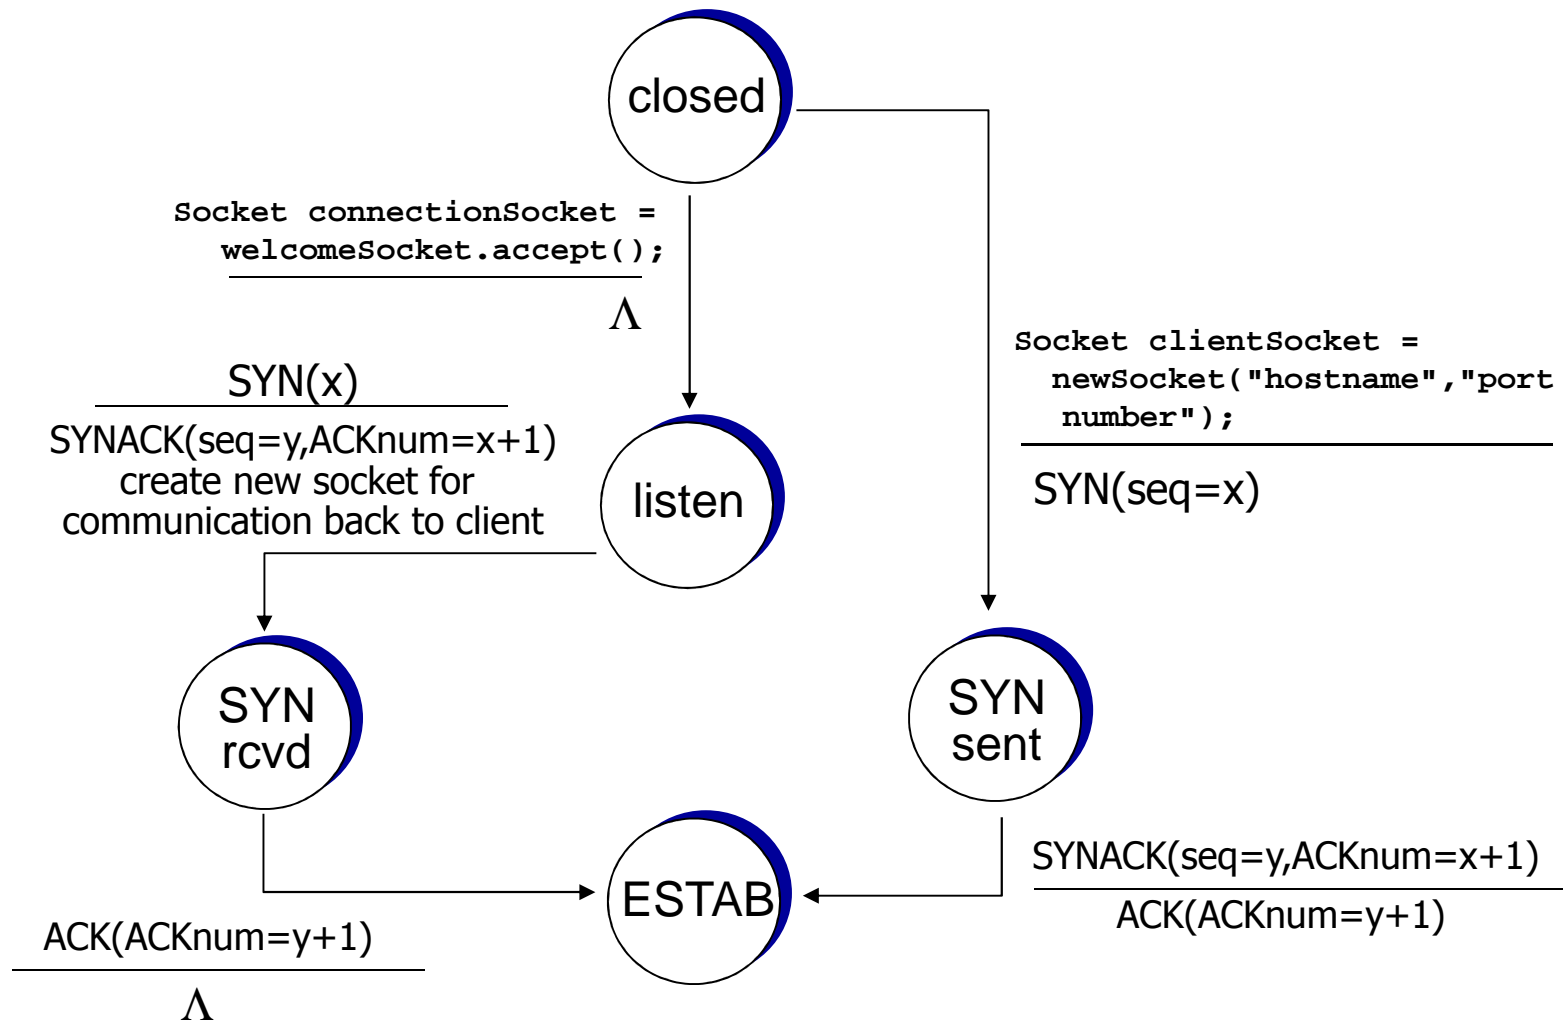 closed
Socket connectionSocket =
welcomeSocket.accept();
Λ
Socket clientSocket =
newSocket("hostname","port
number");
SYN(seq=x)
SYN(x)
SYNACK(seq=y,ACKnum=x+1)
create new socket for
communication back to client
listen
SYN
rcvd
SYN
sent
ESTAB
SYNACK(seq=y,ACKnum=x+1)
ACK(ACKnum=y+1)
ACK(ACKnum=y+1)
Λ